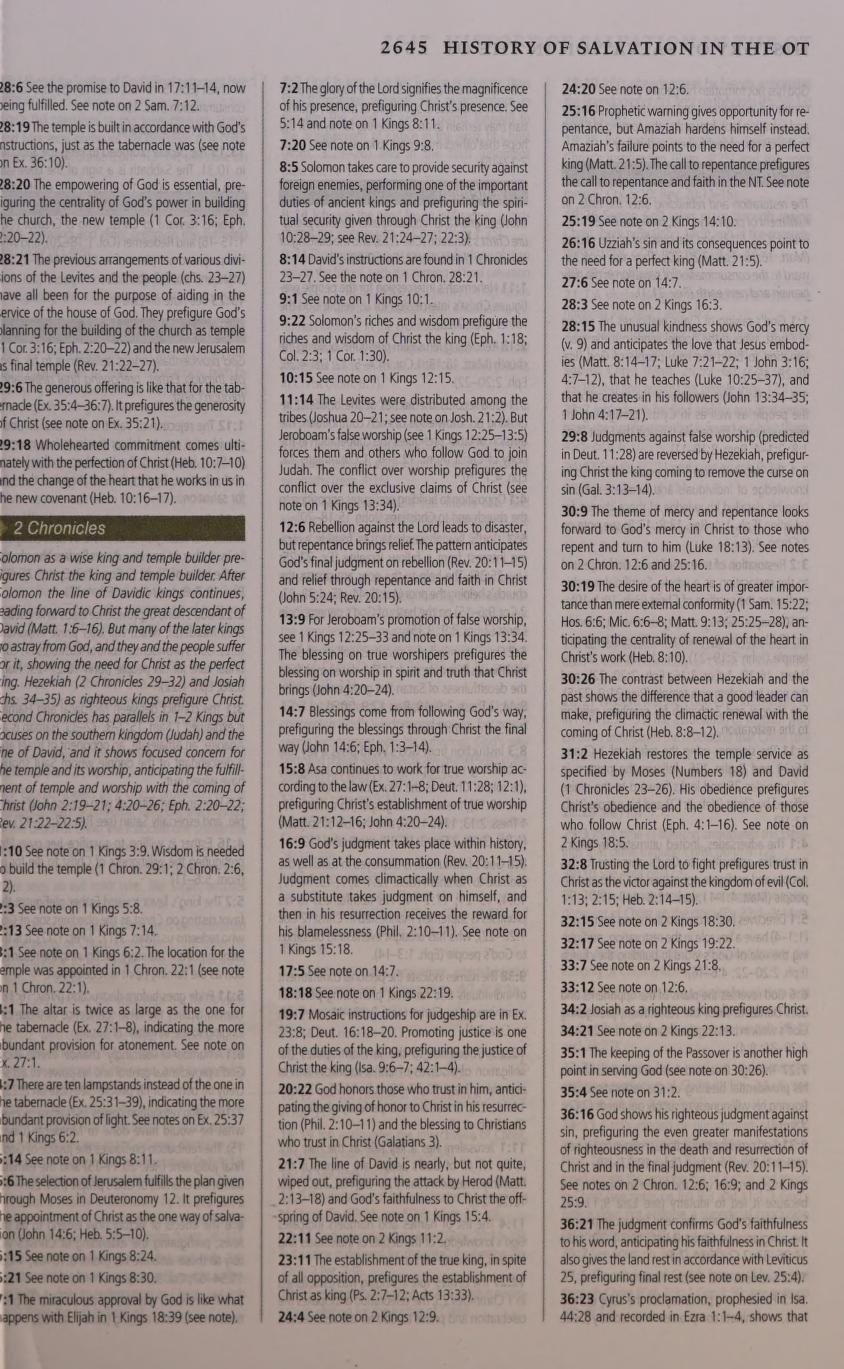 2645 HISTORY OF SALVATION IN THE OT
28:6 See the promise to David in 17:11–14, now
being fulfilled. See note on 2 Sam. 7:12.
28:19 The temple is built in accordance with God's
nstructions, just as the tabernacle was (see note
on Ex. 36:10).
28:20 The empowering of God is essential, pre-
iguring the centrality of God's power in building
he church, the new temple (1 Cor. 3:16; Eph.
2:20–22).
28:21 The previous arrangements of various divi-
ions of the Levites and the people (chs. 23–27)
have all been for the purpose of aiding in the
ervice of the house of God. They prefigure God's
planning for the building of the church as temple
1 Cor. 3:16; Eph. 2:20–22) and the new Jerusalem
as final temple (Rev. 21:22–27).
29:6 The generous offering is like that for the tab-
ernacle (Ex. 35:4–36:7). It prefigures the generosity
of Christ (see note on Ex. 35:21).
29:18 Wholehearted commitment comes ulti-
mately with the perfection of Christ (Heb. 10:7–10)
and the change of the heart that he works in us in
he new covenant (Heb. 10:16–17).
2 Chronicles
Solomon as a wise king and temple builder pre-
igures Christ the king and temple builder. After
Solomon the line of Davidic kings continues,
eading forward to Christ the great descendant of
David (Matt. 1:6–16). But many of the later kings
go astray from God, and they and the people suffer
or it, showing the need for Christ as the perfect
ing. Hezekiah (2 Chronicles 29–32) and Josiah
chs. 34–35) as righteous kings prefigure Christ.
Second Chronicles has parallels in 1–2 Kings but
ocuses on the southern kingdom (Judah) and the
ne of David, and it shows focused concern for
he temple and its worship, anticipating the fulfill-
ment of temple and worship with the coming of
Christ (John 2:19–21; 4:20–26; Eph. 2:20–22;
Rev. 21:22–22:5).
1:10 See note on 1 Kings 3:9. Wisdom is needed
o build the temple (1 Chron. 29:1; 2 Chron. 2:6,
2).
2:3 See note on 1 Kings 5:8.
2:13 See note on 1 Kings 7:14.
3:1 See note on 1 Kings 6:2. The location for the
emple was appointed in 1 Chron. 22:1 (see note
on 1 Chron. 22:1).
4:1 The altar is twice as large as the one for
he tabernacle (Ex. 27:1–8), indicating the more
bundant provision for atonement. See note on
x. 27:1.
4:7 There are ten lampstands instead of the one in
he tabernacle (Ex. 25:31–39), indicating the more
bundant provision of light. See notes on Ex. 25:37
nd 1 Kings 6:2.
5:14 See note on 1 Kings 8:11.
6:6 The selection of Jerusalem fulfills the plan given
hrough Moses in Deuteronomy 12. It prefigures
he appointment of Christ as the one way of salva-
ion (John 14:6; Heb. 5:5–10).
6:15 See note on 1 Kings 8:24.
6:21 See note on 1 Kings 8:30.
7:1 The miraculous approval by God is like what
appens with Elijah in 1 Kings 18:39 (see note).
7:2 The glory of the Lord signifies the magnificence
of his presence, prefiguring Christ's presence. See
5:14 and note on 1 Kings 8:11.
7:20 See note on 1 Kings 9:8.
8:5 Solomon takes care to provide security against
foreign enemies, performing one of the important
duties of ancient kings and prefiguring the spiri-
tual security given through Christ the king (John
10:28–29; see Rev. 21:24–27; 22:3).
8:14 David's instructions are found in 1 Chronicles
23–27. See the note on 1 Chron. 28:21.
9:1 See note on 1 Kings 10:1.
9:22 Solomon's riches and wisdom prefigure the
riches and wisdom of Christ the king (Eph. 1:18;
Col. 2:3; 1 Cor. 1:30).
10:15 See note on 1 Kings 12:15.
11:14 The Levites were distributed among the
tribes (Joshua 20–21; see note on Josh. 21:2). But
Jeroboam's false worship (see 1 Kings 12:25–13:5)
forces them and others who follow God to join
Judah. The conflict over worship prefigures the
conflict over the exclusive claims of Christ (see
note on 1 Kings 13:34).
12:6 Rebellion against the Lord leads to disaster,
but repentance brings relief. The pattern anticipates
God's final judgment on rebellion (Rev. 20:11–15)
and relief through repentance and faith in Christ
(John 5:24; Rev. 20:15).
13:9 For Jeroboam's promotion of false worship,
see 1 Kings 12:25–33 and note on 1 Kings 13:34.
The blessing on true worshipers prefigures the
blessing on worship in spirit and truth that Christ
brings (John 4:20–24).
14:7 Blessings come from following God's way,
prefiguring the blessings through Christ the final
way (John 14:6; Eph. 1:3–14).
15:8 Asa continues to work for true worship ac-
cording to the law (Ex. 27:1–8; Deut. 11:28; 12:1),
prefiguring Christ's establishment of true worship
(Matt. 21:12–16; John 4:20–24).
16:9 God's judgment takes place within history,
as well as at the consummation (Rev. 20:11–15).
Judgment comes climactically when Christ as
a substitute takes judgment on himself, and
then in his resurrection receives the reward for
his blamelessness (Phil. 2:10–11). See note on
1 Kings 15:18.
17:5 See note on 14:7.
18:18 See note on 1 Kings 22:19.
19:7 Mosaic instructions for judgeship are in Ex.
23:8; Deut. 16:18–20. Promoting justice is one
of the duties of the king, prefiguring the justice of
Christ the king (Isa. 9:6–7; 42:1–4).
20:22 God honors those who trust in him, antici-
pating the giving of honor to Christ in his resurrec-
tion (Phil. 2:10–11) and the blessing to Christians
who trust in Christ (Galatians 3).
21:7 The line of David is nearly, but not quite,
wiped out, prefiguring the attack by Herod (Matt.
2:13–18) and God's faithfulness to Christ the off-
spring of David. See note on 1 Kings 15:4.
22:11 See note on 2 Kings 11:2.
23:11 The establishment of the true king, in spite
of all opposition, prefigures the establishment of
Christ as king (Ps. 2:7–12; Acts 13:33).
24:4 See note on 2 Kings 12:9.
24:20 See note on 12:6.
25:16 Prophetic warning gives opportunity for re-
pentance, but Amaziah hardens himself instead.
Amaziah's failure points to the need for a perfect
king (Matt. 21:5). The call to repentance prefigures
the call to repentance and faith in the NT. See note
on 2 Chron. 12:6.
25:19 See note on 2 Kings 14:10.
26:16 Uzziah's sin and its consequences point to
the need for a perfect king (Matt. 21:5).
27:6 See note on 14:7.
28:3 See note on 2 Kings 16:3.
28:15 The unusual kindness shows God's mercy
(v. 9) and anticipates the love that Jesus embod-
ies (Matt. 8:14–17; Luke 7:21–22; 1 John 3:16;
4:7–12), that he teaches (Luke 10:25–37), and
that he creates in his followers (John 13:34–35;
1 John 4:17–21).
29:8 Judgments against false worship (predicted
in Deut. 11:28) are reversed by Hezekiah, prefigur-
ing Christ the king coming to remove the curse on
sin (Gal. 3:13–14).
30:9 The theme of mercy and repentance looks
forward to God's mercy in Christ to those who
repent and turn to him (Luke 18:13). See notes
on 2 Chron. 12:6 and 25:16.
30:19 The desire of the heart is of greater impor-
tance than mere external conformity (1 Sam. 15:22;
Hos. 6:6; Mic. 6:6–8; Matt. 9:13; 25:25–28), an-
ticipating the centrality of renewal of the heart in
Christ's work (Heb. 8:10).
30:26 The contrast between Hezekiah and the
past shows the difference that a good leader can
make, prefiguring the climactic renewal with the
coming of Christ (Heb. 8:8–12).
31:2 Hezekiah restores the temple service as
specified by Moses (Numbers 18) and David
(1 Chronicles 23–26). His obedience prefigures
Christ's obedience and the obedience of those
who follow Christ (Eph. 4:1–16). See note on
2 Kings 18:5.
32:8 Trusting the Lord to fight prefigures trust in
Christ as the victor against the kingdom of evil (Col.
1:13; 2:15; Heb. 2:14–15).
32:15 See note on 2 Kings 18:30.
32:17 See note on 2 Kings 19:22.
33:7 See note on 2 Kings 21:8.
33:12 See note on 12:6.
34:2 Josiah as a righteous king prefigures Christ.
34:21 See note on 2 Kings 22:13.
35:1 The keeping of the Passover is another high
point in serving God (see note on 30:26).
35:4 See note on 31:2.
36:16 God shows his righteous judgment against
sin, prefiguring the even greater manifestations
of righteousness in the death and resurrection of
Christ and in the final judgment (Rev. 20:11–15).
See notes on 2 Chron. 12:6; 16:9; and 2 Kings
25:9.
36:21 The judgment confirms God's faithfulness
to his word, anticipating his faithfulness in Christ. It
also gives the land rest in accordance with Leviticus
25, prefiguring final rest (see note on Lev. 25:4).
36:23 Cyrus's proclamation, prophesied in Isa.
44:28 and recorded in Ezra 1:1–4, shows that